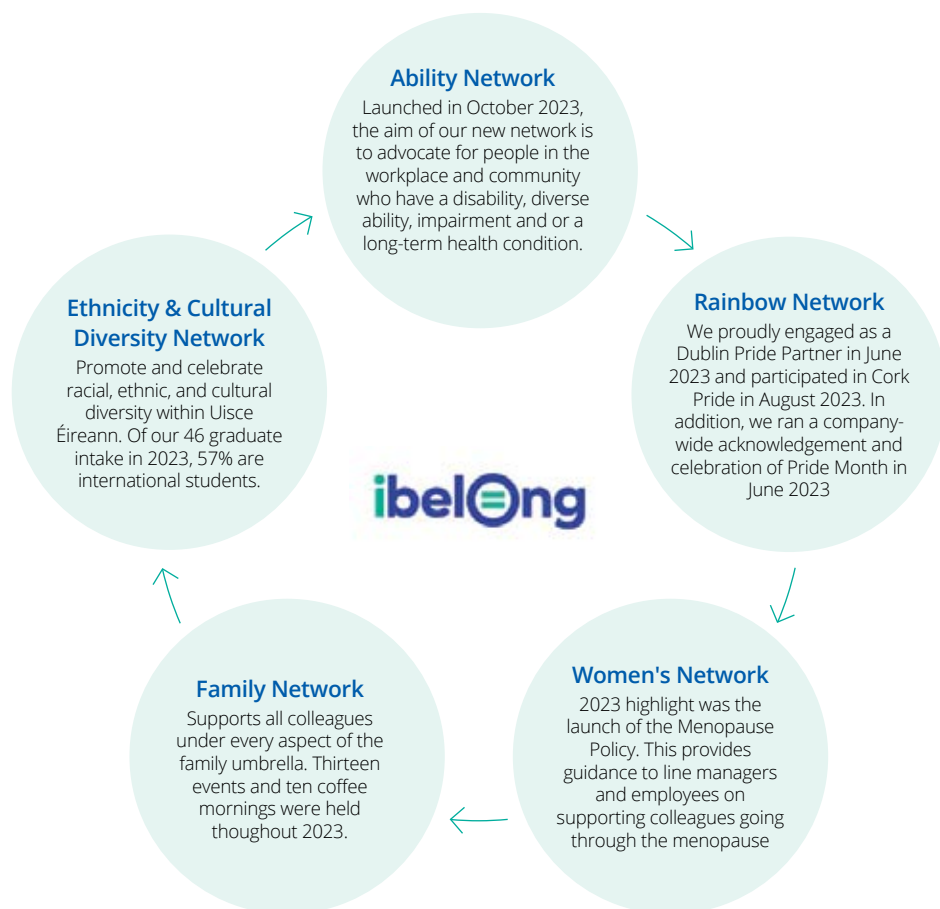 Ability Network
Launched in October 2023,
the aim of our new network is
to advocate for people in the
workplace and community
who have a disability, diverse
ability, impairment and or a
long-term health condition.
Rainbow Network
We proudly engaged as a
Dublin Pride Partner in June
2023 and participated in Cork
Pride in August 2023. In
addition, we ran a company-
wide acknowledgement and
celebration of Pride Month in
June 2023
Women's Network
2023 highlight was the
launch of the Menopause
Policy. This provides
guidance to line managers
and employees on
supporting colleagues going
through the menopause
Family Network
Supports all colleagues
under every aspect of the
family umbrella. Thirteen
events and ten coffee
mornings were held
thoughout 2023.
Ethnicity & Cultural
Diversity Network
Promote and celebrate
racial, ethnic, and cultural
diversity within Uisce
Éireann. Of our 46 graduate
intake in 2023, 57% are
international students.
ibelong